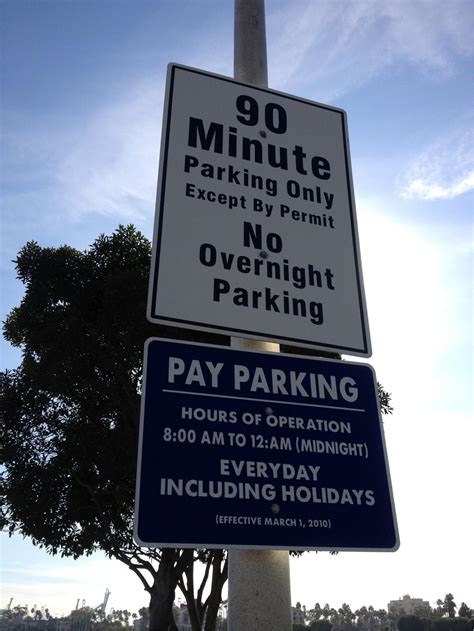 90
Minute
Parking Only
Except By Permit
No
Overnight
Parking
PAY PARKING
HOURS OF OPERATION
8:00 AM TO 12:AM (MIDNIGHT)
EVERYDAY
INCLUDING HOLIDAYS
(EFFECTIVE MARCH 1, 2010)